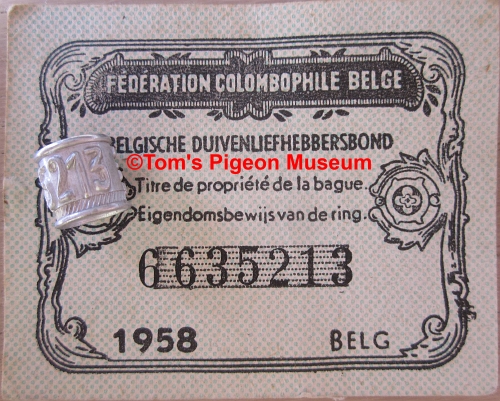 FÉDÉRATION COLOMBOPHILE BELGE
BELGISCHE DUIVENLIEFHEBBERSBOND
©Tom's Pigeon Museum
213
Titre de propriété de la bague.
Eigendomsbewijs van de ring.
6635213
1958 BELG